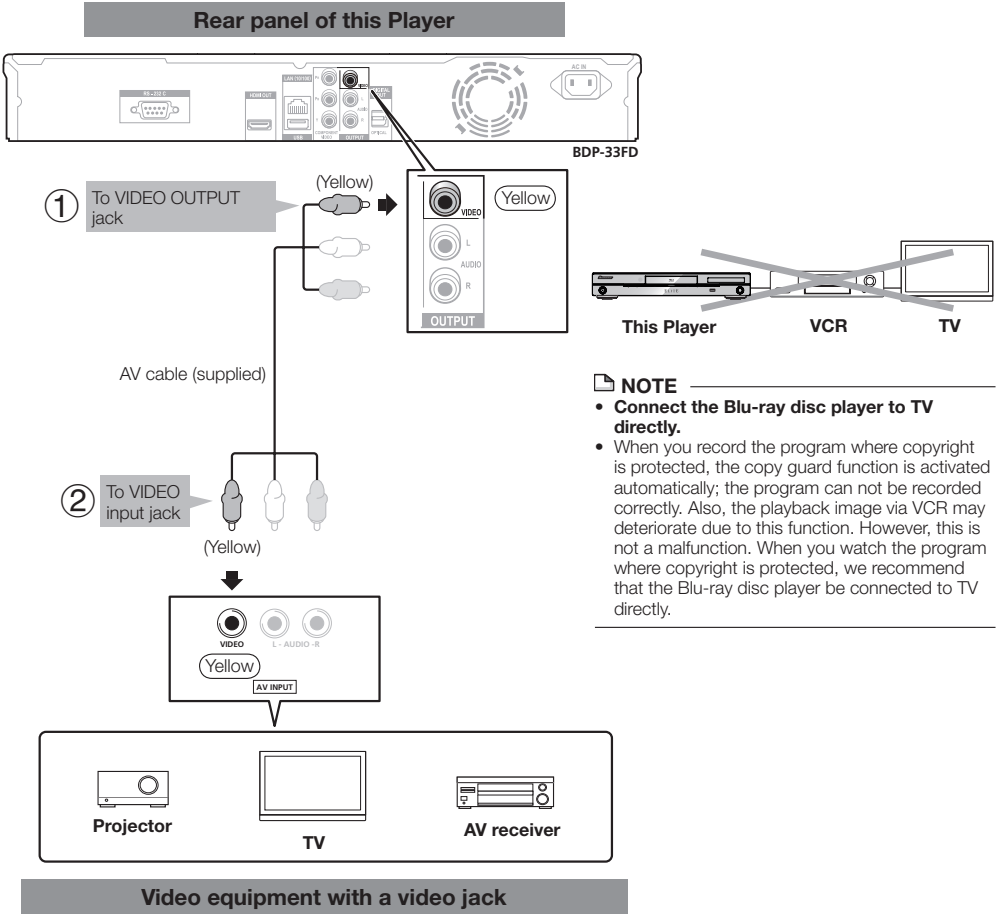 Rear panel of this Player
AC IN
RS-232 C
HDMI OUT
LAN (10/100)
USB
COMPONENT
VIDEO
VIDEO
L
AUDIO
R
OUTPUT
DIGITAL
OUT
OPTICAL
BDP-33FD
① To VIDEO OUTPUT
jack
(Yellow)
VIDEO
Yellow
L
AUDIO
R
OUTPUT
This Player
VCR
TV
AV cable (supplied)
NOTE
• Connect the Blu-ray disc player to TV
directly.
• When you record the program where copyright
is protected, the copy guard function is activated
automatically; the program can not be recorded
correctly. Also, the playback image via VCR may
deteriorate due to this function. However, this is
not a malfunction. When you watch the program
where copyright is protected, we recommend
that the Blu-ray disc player be connected to TV
directly.
② To VIDEO
input jack
(Yellow)
VIDEO
L - AUDIO -R
Yellow
AV INPUT
Projector
TV
AV receiver
Video equipment with a video jack